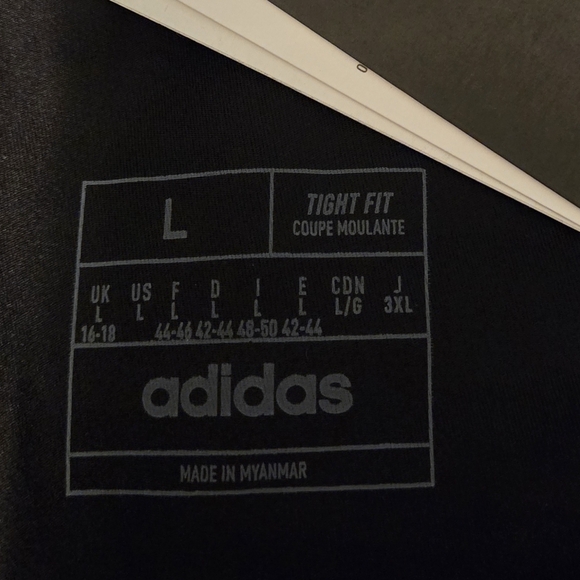 L
TIGHT FIT
COUPE MOULANTE
UK US F D I E CDN J
L L L L L L L/G 3XL
16-18 44-46 42-44 48-50 42-44
adidas
MADE IN MYANMAR